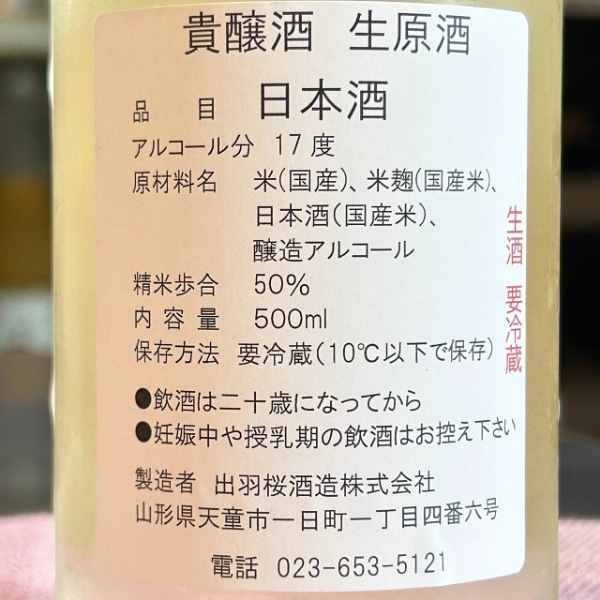 貴醸酒 生原酒
品目 日本酒
アルコール分 17度
原材料名 米(国産)、米麹(国産米)、
日本酒(国産米)、
醸造アルコール
精米歩合 50%
内容量 500ml
保存方法 要冷蔵(10℃以下で保存)
●飲酒は二十歳になってから
●妊娠中や授乳期の飲酒はお控え下さい
製造者 出羽桜酒造株式会社
山形県天童市一日町一丁目四番六号
電話 023-653-5121
生酒 要冷蔵